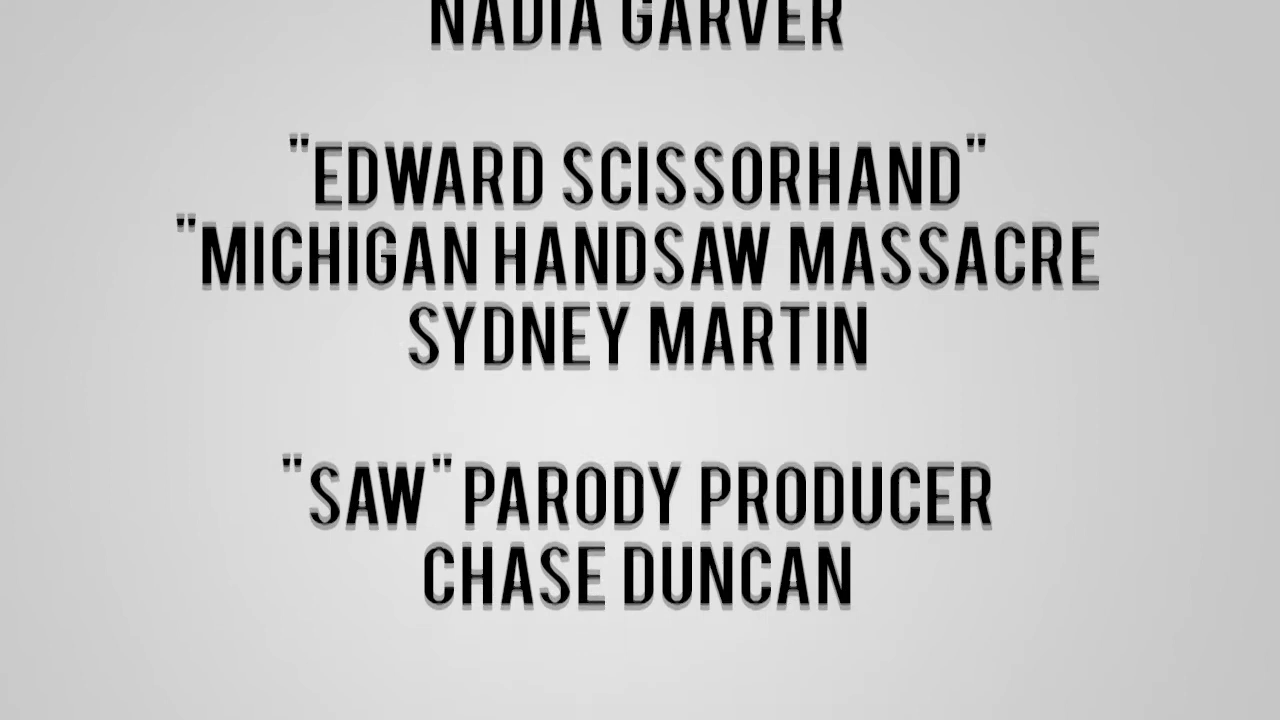 NADIA GARVER
"EDWARD SCISSORHAND"
"MICHIGAN HANDSAW MASSACRE
SYDNEY MARTIN
"SAW" PARODY PRODUCER
CHASE DUNCAN